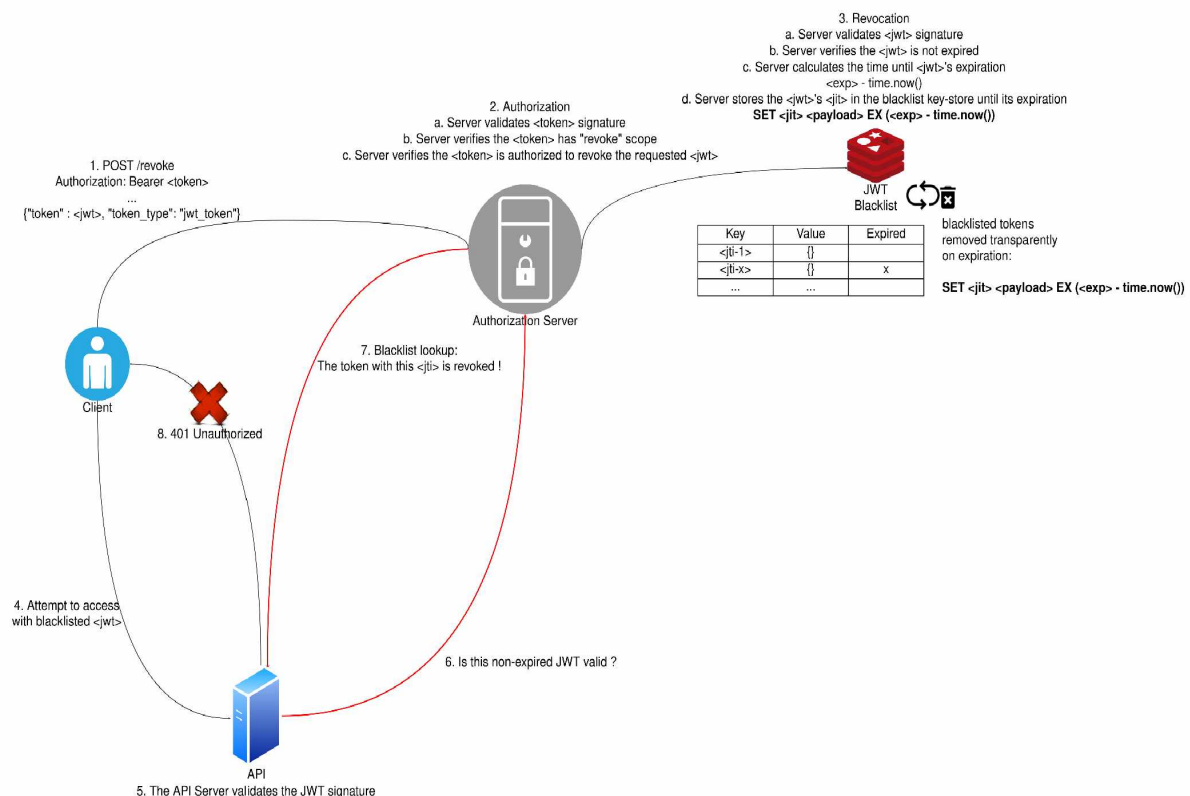 3. Revocation
a. Server validates <jwt> signature
b. Server verifies the <jwt> is not expired
c. Server calculates the time until <jwt>'s expiration
<exp> - time.now()
d. Server stores the <jwt>'s <jit> in the blacklist key-store until its expiration
SET <jit> <payload> EX (<exp> - time.now())
2. Authorization
a. Server validates <token> signature
b. Server verifies the <token> has "revoke" scope
c. Server verifies the <token> is authorized to revoke the requested <jwt>
1. POST /revoke
Authorization: Bearer <token>
...
{"token" : <jwt>, "token_type": "jwt_token"}
JWT
Blacklist
blacklisted tokens
removed transparently
on expiration:
SET <jit> <payload> EX (<exp> - time.now())
Key Value Expired
<jti-1> {}
<jti-x> {} x
... ...
Authorization Server
7. Blacklist lookup:
The token with this <jti> is revoked !
Client
8. 401 Unauthorized
4. Attempt to access
with blacklisted <jwt>
6. Is this non-expired JWT valid ?
API
5. The API Server validates the JWT signature